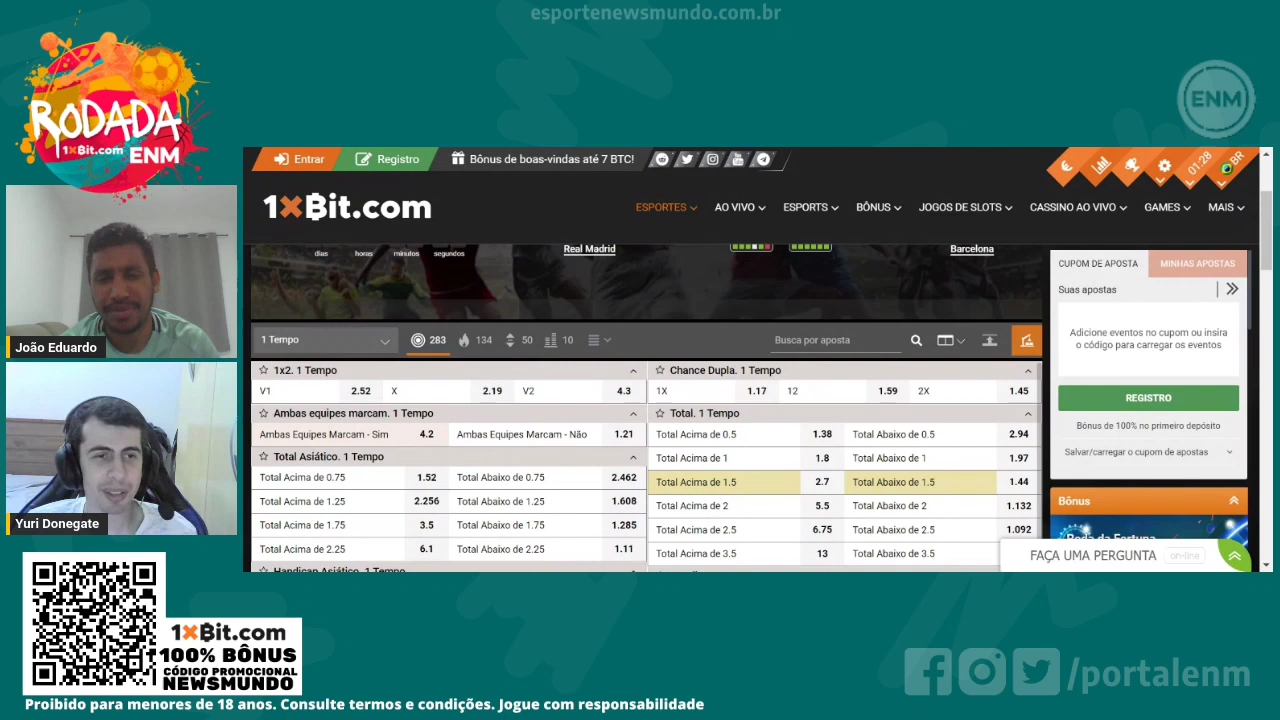 esportenewsmundo.com.br
RODADA
1xBit.com
ENM
ENM
Entrar
Registro
Bônus de boas-vindas até 7 BTC!
01:28
BR
1x₿it.com
ESPORTES
AO VIVO
ESPORTS
BÔNUS
JOGOS DE SLOTS
CASSINO AO VIVO
GAMES
MAIS
dias
horas
minutos
segundos
Real Madrid
Barcelona
CUPOM DE APOSTA
MINHAS APOSTAS
Suas apostas
Adicione eventos no cupom ou insira
o código para carregar os eventos
REGISTRO
Bônus de 100% no primeiro depósito
Salvar/carregar o cupom de apostas
Bônus
Roda da Fortuna
FAÇA UMA PERGUNTA
on-line
1 Tempo
283
134
50
10
Busca por aposta
1x2. 1 Tempo
V1 2.52 X 2.19 V2 4.3
Ambas equipes marcam. 1 Tempo
Ambas Equipes Marcam - Sim 4.2 Ambas Equipes Marcam - Não 1.21
Total Asiático. 1 Tempo
Total Acima de 0.75 1.52 Total Abaixo de 0.75 2.462
Total Acima de 1.25 2.256 Total Abaixo de 1.25 1.608
Total Acima de 1.75 3.5 Total Abaixo de 1.75 1.285
Total Acima de 2.25 6.1 Total Abaixo de 2.25 1.11
Handicap Asiático. 1 Tempo
Chance Dupla. 1 Tempo
1X 1.17 12 1.59 2X 1.45
Total. 1 Tempo
Total Acima de 0.5 1.38 Total Abaixo de 0.5 2.94
Total Acima de 1 1.8 Total Abaixo de 1 1.97
Total Acima de 1.5 2.7 Total Abaixo de 1.5 1.44
Total Acima de 2 5.5 Total Abaixo de 2 1.132
Total Acima de 2.5 6.75 Total Abaixo de 2.5 1.092
Total Acima de 3.5 13 Total Abaixo de 3.5
João Eduardo
Yuri Donegate
1x₿it.com
100% BÔNUS
CÓDIGO PROMOCIONAL
NEWSMUNDO
/portalenm
Proibido para menores de 18 anos. Consulte termos e condições. Jogue com responsabilidade